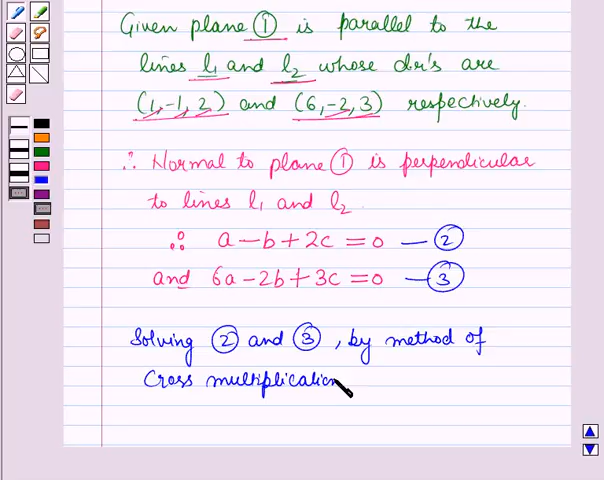 Given plane ① is parallel to the
lines l₁ and l₂ whose dr's are
(1,-1,2) and (6,-2,3) respectively.
∴ Normal to plane ① is perpendicular
to lines l₁ and l₂
∴ a-b+2c=0 —②
and 6a-2b+3c=0 —③
Solving ② and ③, by method of
Cross multiplication